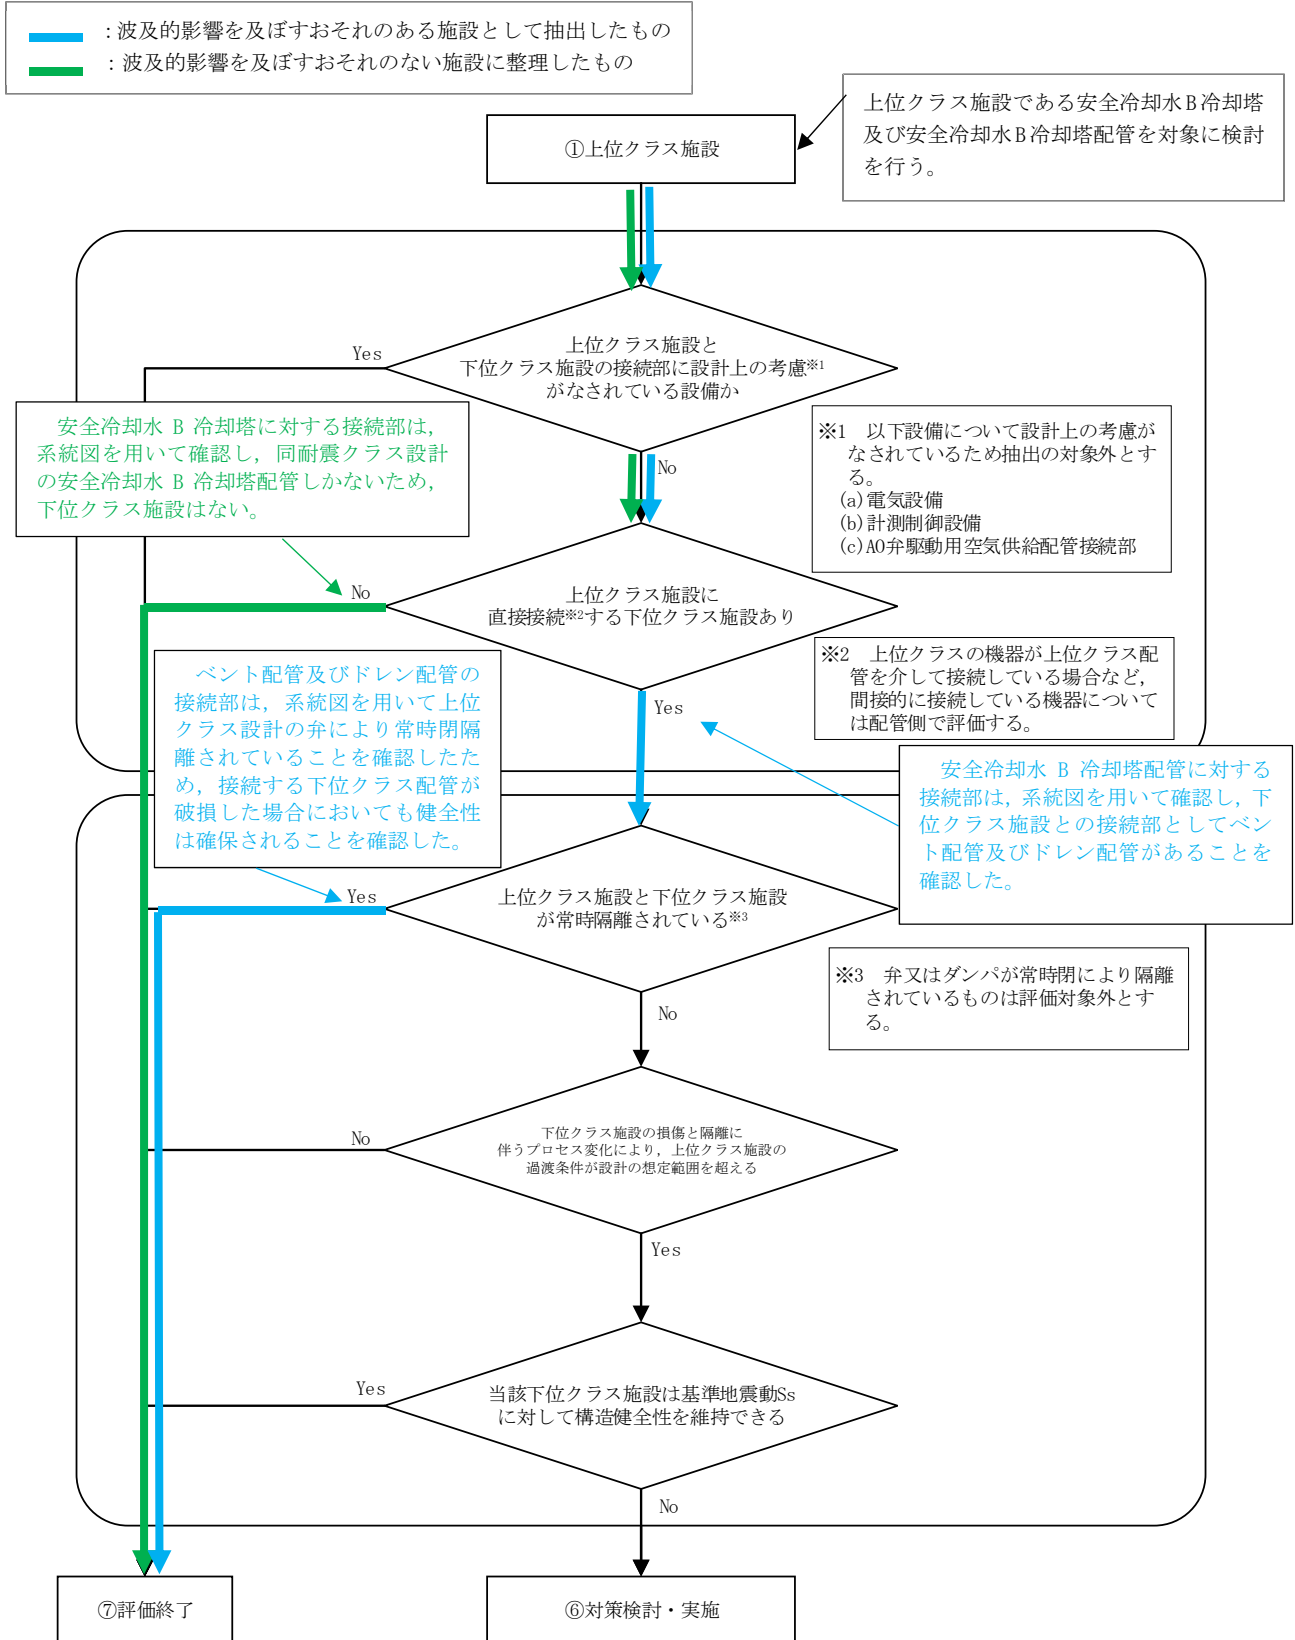 ：波及的影響を及ぼすおそれのある施設として抽出したもの
：波及的影響を及ぼすおそれのない施設に整理したもの
上位クラス施設である安全冷却水Ｂ冷却塔
及び安全冷却水Ｂ冷却塔配管を対象に検討
を行う。
①上位クラス施設
上位クラス施設と
下位クラス施設の接続部に設計上の考慮※1
がなされている設備か
Yes
No
安全冷却水 B 冷却塔に対する接続部は，
系統図を用いて確認し，同耐震クラス設計
の安全冷却水 B 冷却塔配管しかないため，
下位クラス施設はない。
※1　以下設備について設計上の考慮が
なされているため抽出の対象外とす
る。
(a)電気設備
(b)計測制御設備
(c)AO弁駆動用空気供給配管接続部
No
上位クラス施設に
直接接続※2する下位クラス施設あり
Yes
※2　上位クラスの機器が上位クラス配
管を介して接続している場合など，
間接的に接続している機器について
は配管側で評価する。
ベント配管及びドレン配管の
接続部は，系統図を用いて上位
クラス設計の弁により常時閉隔
離されていることを確認したた
め，接続する下位クラス配管が
破損した場合においても健全性
は確保されることを確認した。
安全冷却水 B 冷却塔配管に対する
接続部は，系統図を用いて確認し，下
位クラス施設との接続部としてベン
ト配管及びドレン配管があることを
確認した。
Yes
上位クラス施設と下位クラス施設
が常時隔離されている※3
No
※3　弁又はダンパが常時閉により隔離
されているものは評価対象外とす
る。
No
下位クラス施設の損傷と隔離に
伴うプロセス変化により，上位クラス施設の
過渡条件が設計の想定範囲を超える
Yes
Yes
当該下位クラス施設は基準地震動Ss
に対して構造健全性を維持できる
No
⑦評価終了
⑥対策検討・実施